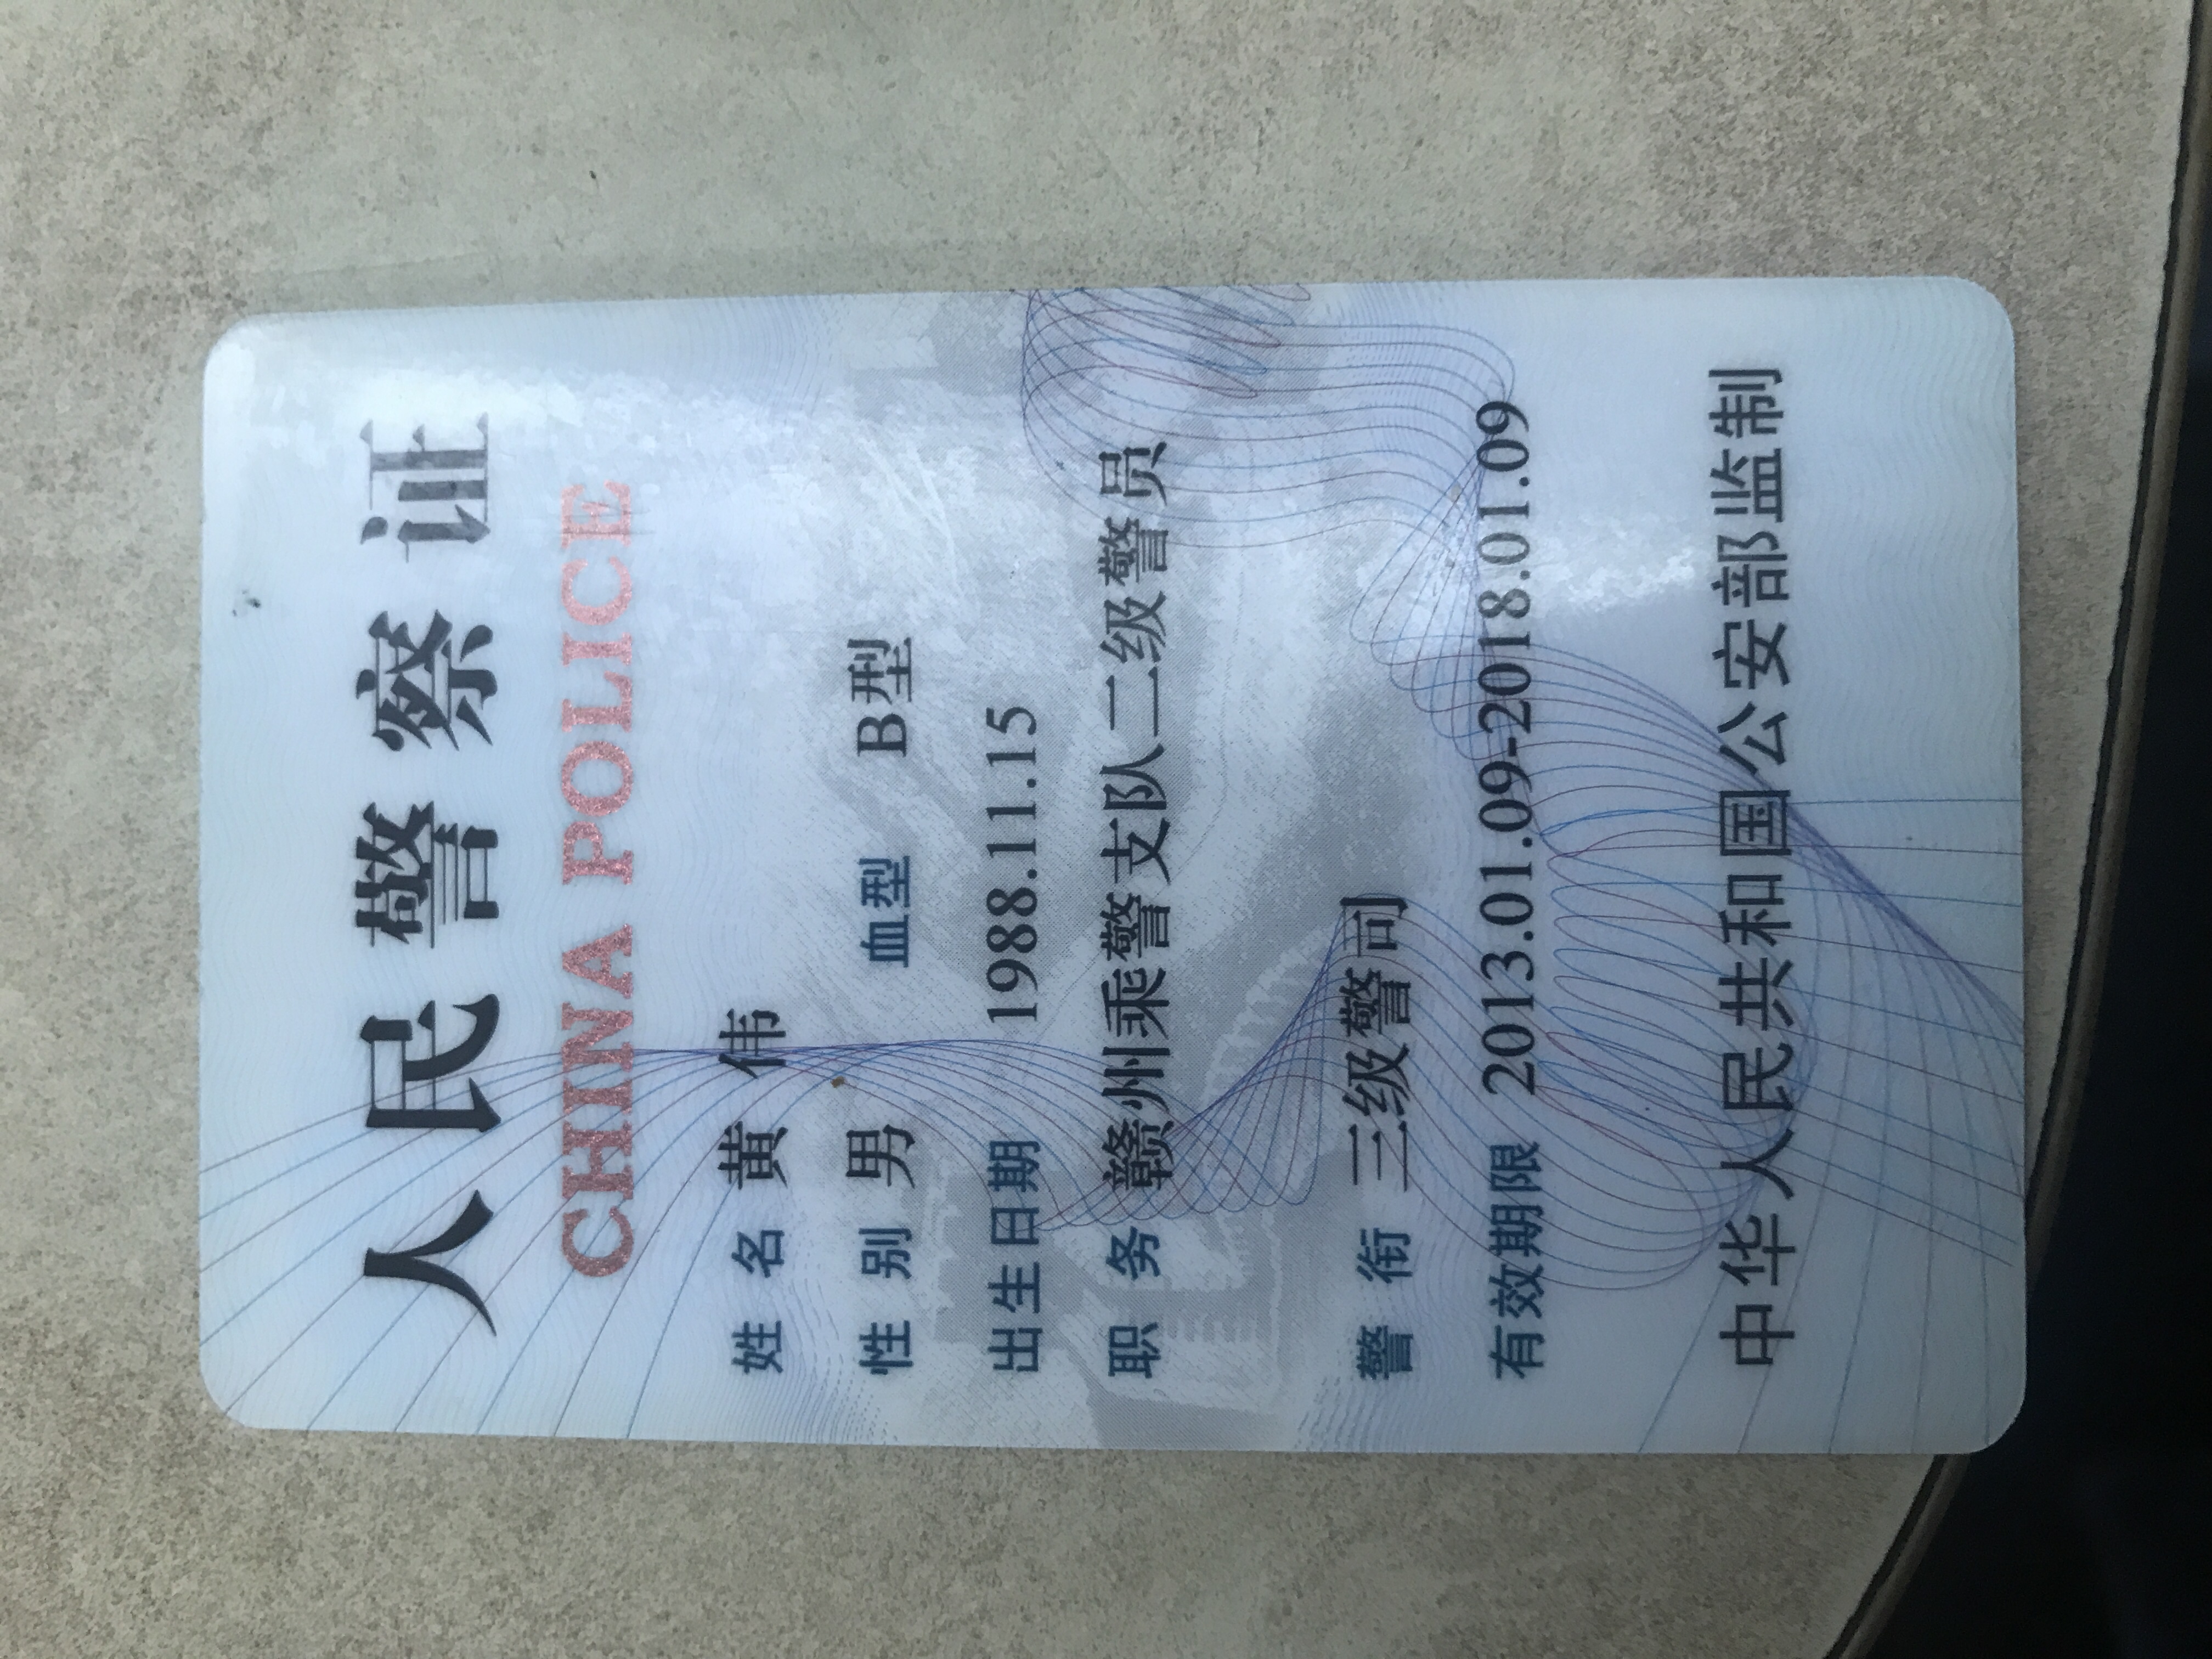 人民警察证
CHINA POLICE
姓 名 黄 伟
性 别 男 血型 B型
出生日期 1988.11.15
职 务 赣州乘警支队二级警员
警 衔 三级警司
有效期限 2013.01.09-2018.01.09
中华人民共和国公安部监制